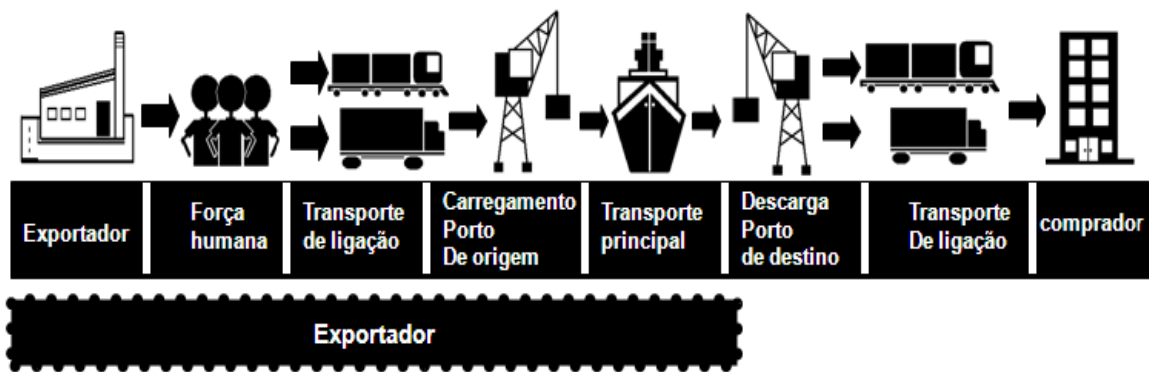 Exportador
Força
humana
Transporte
de ligação
Carregamento
Porto
De origem
Transporte
principal
Descarga
Porto
de destino
Transporte
De ligação
comprador
Exportador